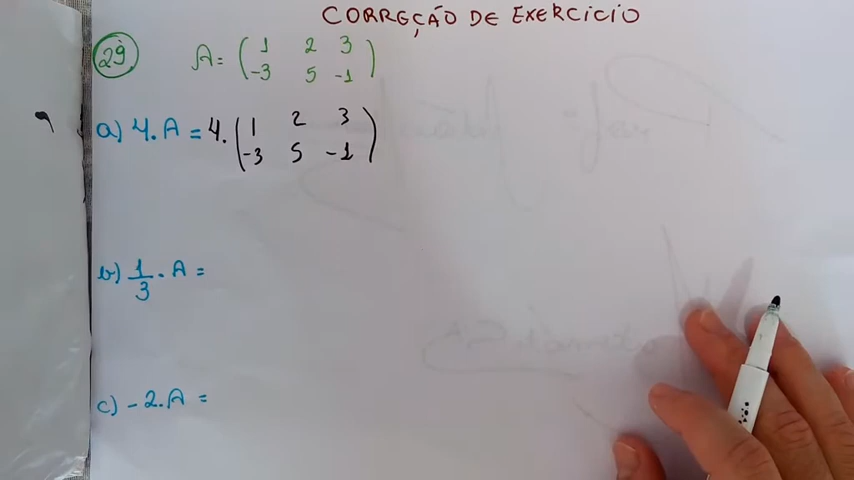 CORREÇÃO DE EXERCICIO
29 A = ( 1 2 3
-3 5 -1 )
a) 4.A = 4. ( 1 2 3
-3 5 -1 )
b) 1/3 . A =
c) -2.A =